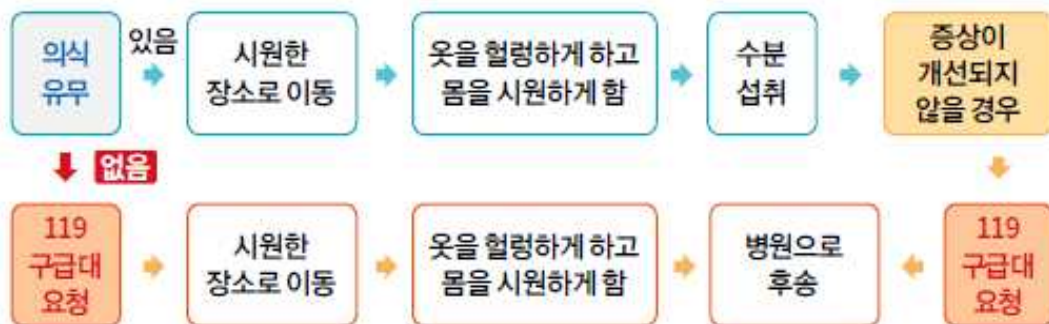 의식
유무
있음
시원한
장소로 이동
옷을 헐렁하게 하고
몸을 시원하게 함
수분
섭취
증상이
개선되지
않을 경우
없음
119
구급대
요청
시원한
장소로 이동
옷을 헐렁하게 하고
몸을 시원하게 함
병원으로
후송
119
구급대
요청